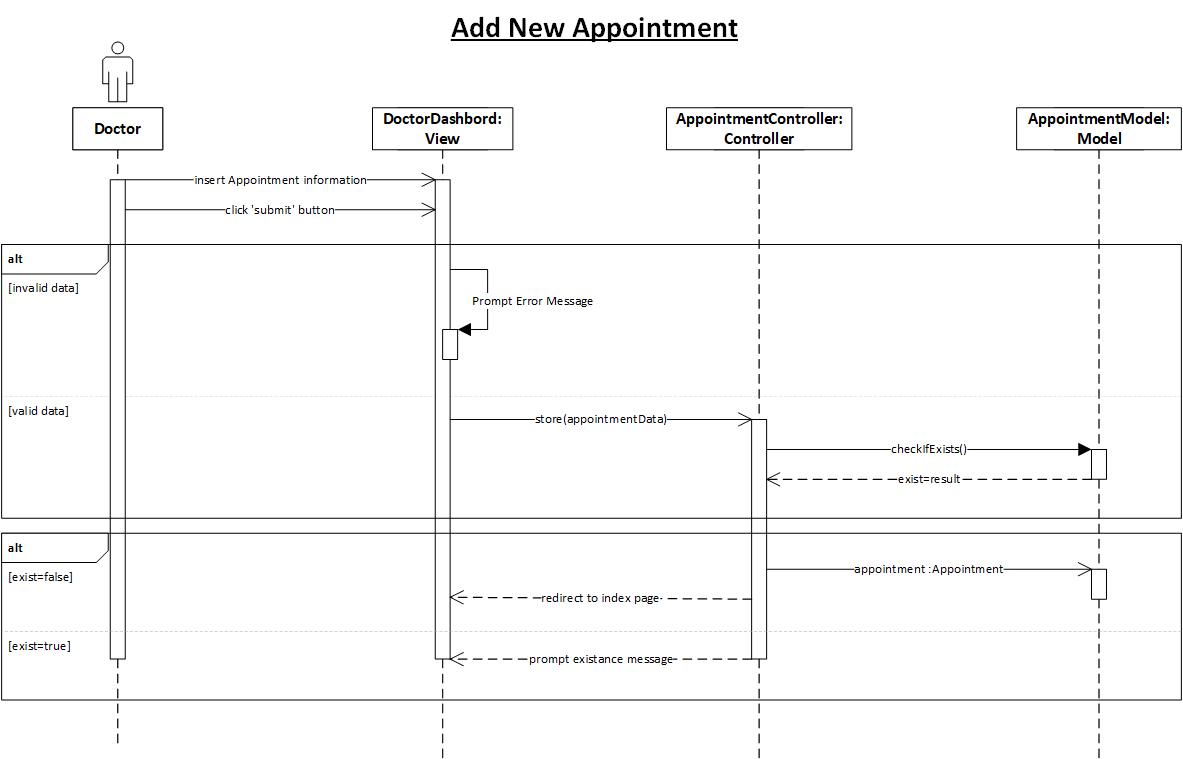 Add New Appointment
Doctor
DoctorDashbord:
View
AppointmentController:
Controller
AppointmentModel:
Model
insert Appointment information
click 'submit' button
alt
[invalid data]
Prompt Error Message
[valid data]
store(appointmentData)
checkIfExists()
exist=result
alt
[exist=false]
appointment :Appointment
redirect to index page
[exist=true]
prompt existance message